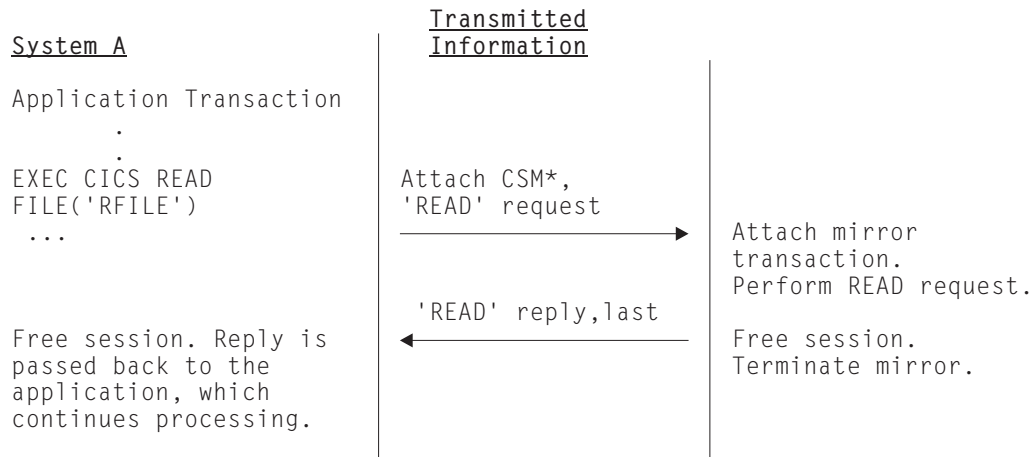 Transmitted
System A
Information
Application Transaction
.
.
EXEC CICS READ
FILE('RFILE')
...
Attach CSM*,
'READ' request
Attach mirror
transaction.
Perform READ request.
'READ' reply,last
Free session. Reply is
passed back to the
application, which
continues processing.
Free session.
Terminate mirror.